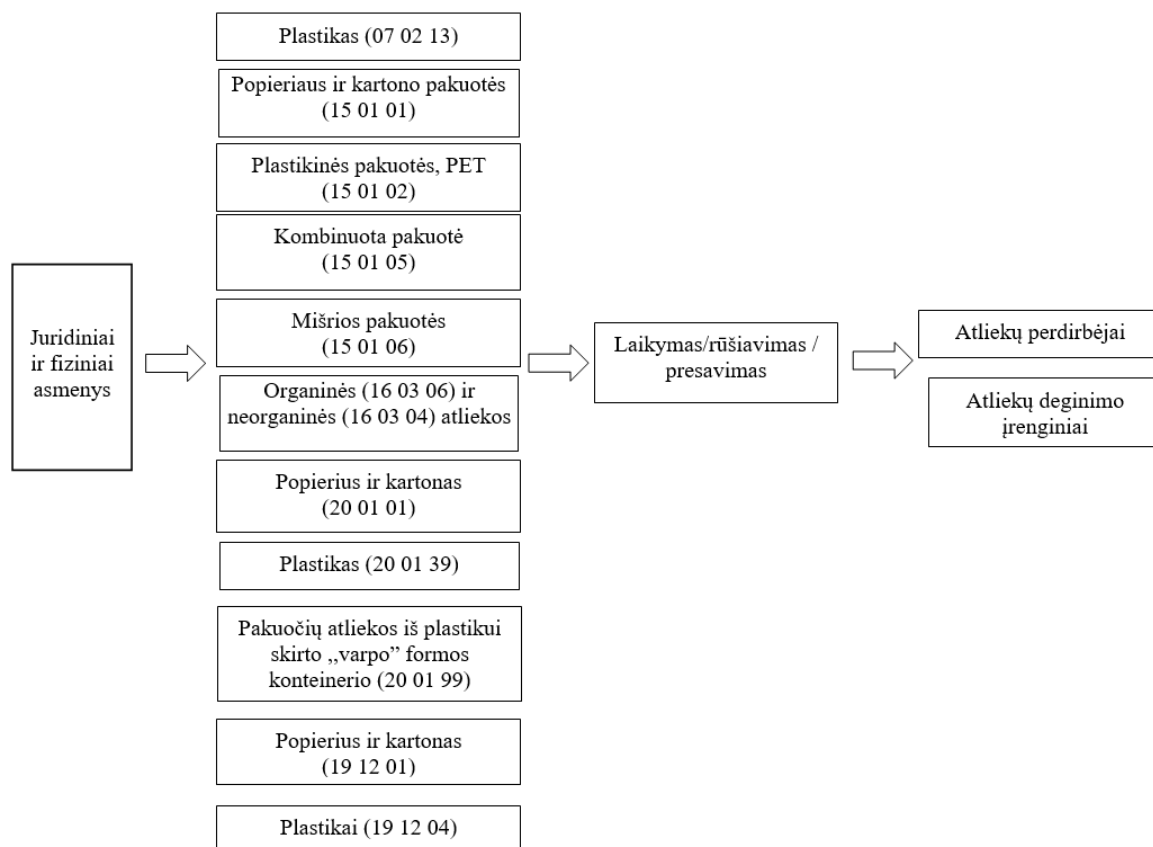 Juridiniai
ir fiziniai
asmenys
Plastikas (07 02 13)
Popieriaus ir kartono pakuotės
(15 01 01)
Plastikinės pakuotės, PET
(15 01 02)
Kombinuota pakuotė
(15 01 05)
Mišrios pakuotės
(15 01 06)
Organinės (16 03 06) ir
neorganinės (16 03 04) atliekos
Popierius ir kartonas
(20 01 01)
Plastikas (20 01 39)
Pakuočių atliekos iš plastikui
skirto ,,varpo” formos
konteinerio (20 01 99)
Popierius ir kartonas
(19 12 01)
Plastikai (19 12 04)
Laikymas/rūšiavimas /
presavimas
Atliekų perdirbėjai
Atliekų deginimo
įrenginiai